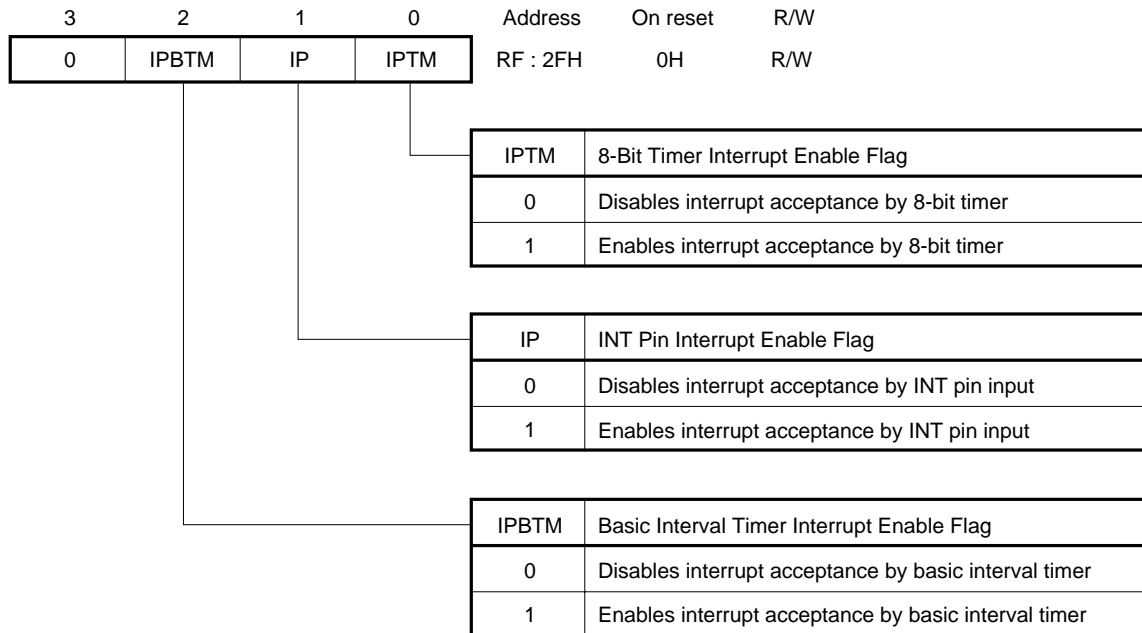 3 2 1 0 Address On reset R/W
0 IPBTM IP IPTM RF : 2FH 0H R/W
IPTM 8-Bit Timer Interrupt Enable Flag
0 Disables interrupt acceptance by 8-bit timer
1 Enables interrupt acceptance by 8-bit timer
IP INT Pin Interrupt Enable Flag
0 Disables interrupt acceptance by INT pin input
1 Enables interrupt acceptance by INT pin input
IPBTM Basic Interval Timer Interrupt Enable Flag
0 Disables interrupt acceptance by basic interval timer
1 Enables interrupt acceptance by basic interval timer